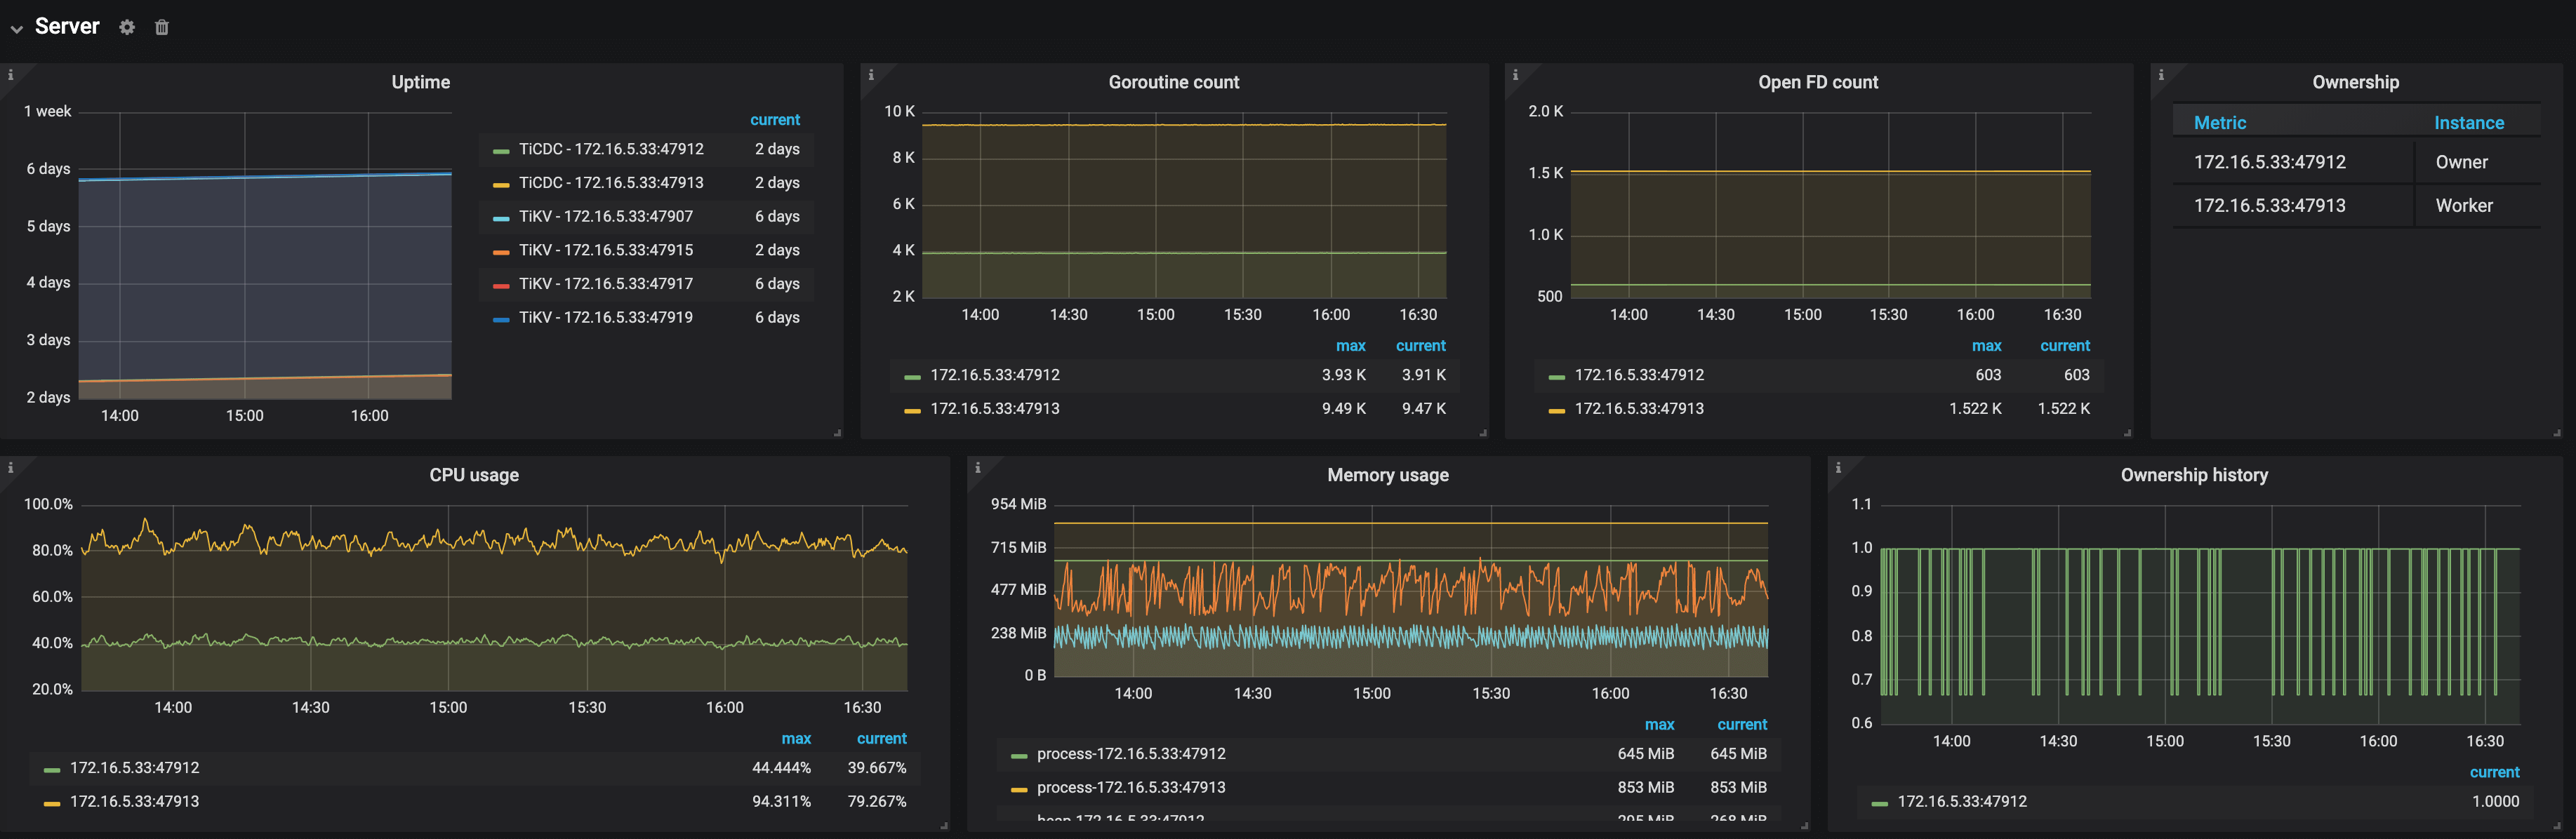 Server
Uptime
1 week
6 days
5 days
4 days
3 days
2 days
14:00 15:00 16:00
current
TiCDC - 172.16.5.33:47912 2 days
TiCDC - 172.16.5.33:47913 2 days
TiKV - 172.16.5.33:47907 6 days
TiKV - 172.16.5.33:47915 2 days
TiKV - 172.16.5.33:47917 6 days
TiKV - 172.16.5.33:47919 6 days
Goroutine count
10 K
8 K
6 K
4 K
2 K
14:00 14:30 15:00 15:30 16:00 16:30
max current
172.16.5.33:47912 3.93 K 3.91 K
172.16.5.33:47913 9.49 K 9.47 K
Open FD count
2.0 K
1.5 K
1.0 K
500
14:00 14:30 15:00 15:30 16:00 16:30
max current
172.16.5.33:47912 603 603
172.16.5.33:47913 1.522 K 1.522 K
Ownership
Metric Instance
172.16.5.33:47912 Owner
172.16.5.33:47913 Worker
CPU usage
100.0%
80.0%
60.0%
40.0%
20.0%
14:00 14:30 15:00 15:30 16:00 16:30
max current
172.16.5.33:47912 44.444% 39.667%
172.16.5.33:47913 94.311% 79.267%
Memory usage
954 MiB
715 MiB
477 MiB
238 MiB
0 B
14:00 14:30 15:00 15:30 16:00 16:30
max current
process-172.16.5.33:47912 645 MiB 645 MiB
process-172.16.5.33:47913 853 MiB 853 MiB
heap-172.16.5.33:47912 295 MiB 268 MiB
Ownership history
1.1
1.0
0.9
0.8
0.7
0.6
14:00 14:30 15:00 15:30 16:00 16:30
current
172.16.5.33:47912 1.0000